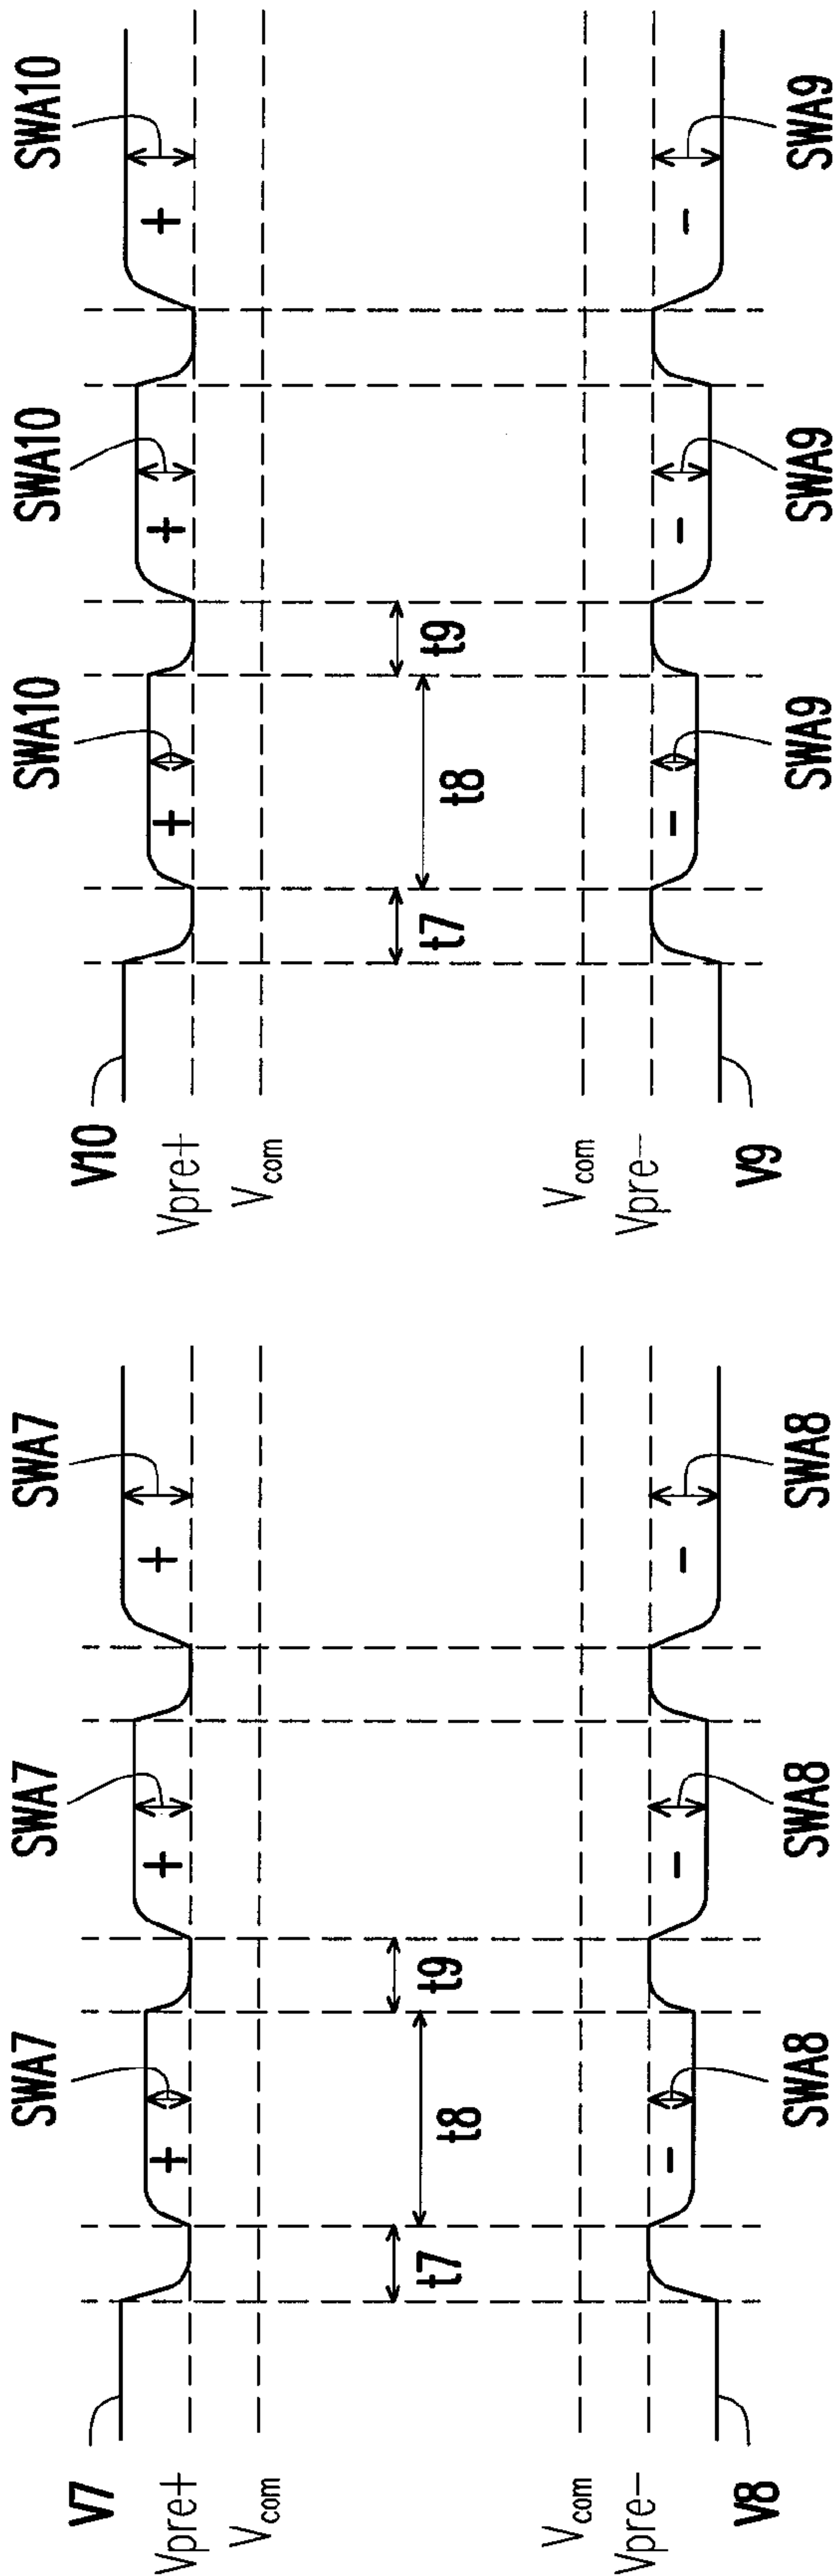 SWA7 SWA7 SWA7
V7
Vpre+
Vcom
t7 t8 t9
Vcom
Vpre-
V8
SWA8 SWA8 SWA8
SWA10 SWA10 SWA10
V10
+ + +
Vpre+
Vcom
t7 t8 t9
Vcom
Vpre-
- - -
V9
SWA9 SWA9 SWA9
+ + +
- - -